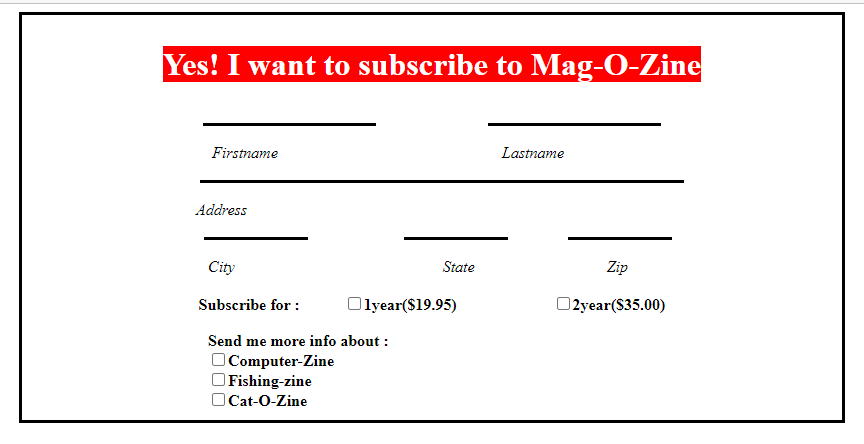 Yes! I want to subscribe to Mag-O-Zine
Firstname Lastname
Address
City State Zip
Subscribe for : 1year($19.95) 2year($35.00)
Send me more info about :
Computer-Zine
Fishing-zine
Cat-O-Zine